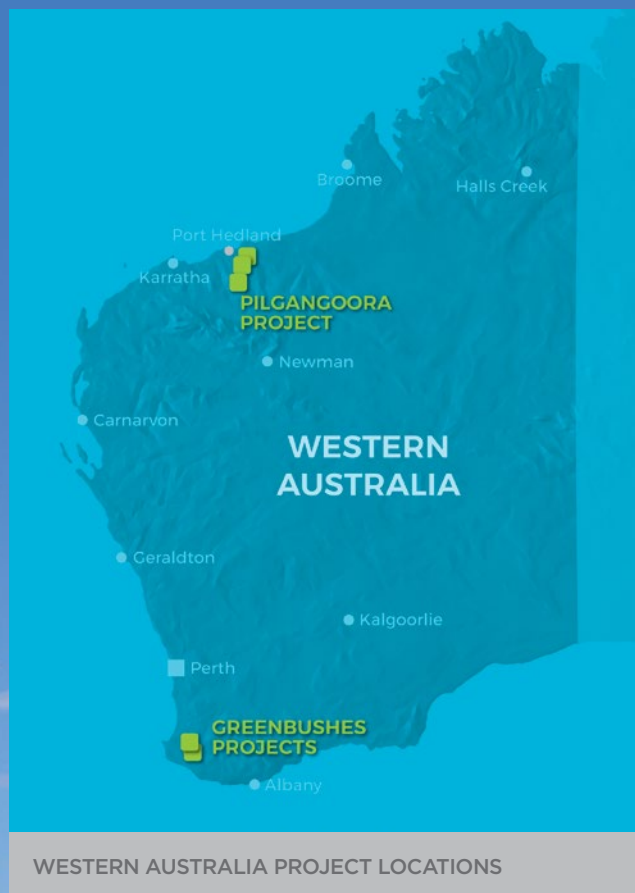 Broome
Halls Creek
Port Hedland
Karratha
PILGANGOORA
PROJECT
Newman
Carnarvon
WESTERN
AUSTRALIA
Geraldton
Kalgoorlie
Perth
GREENBUSHES
PROJECTS
Albany
WESTERN AUSTRALIA PROJECT LOCATIONS